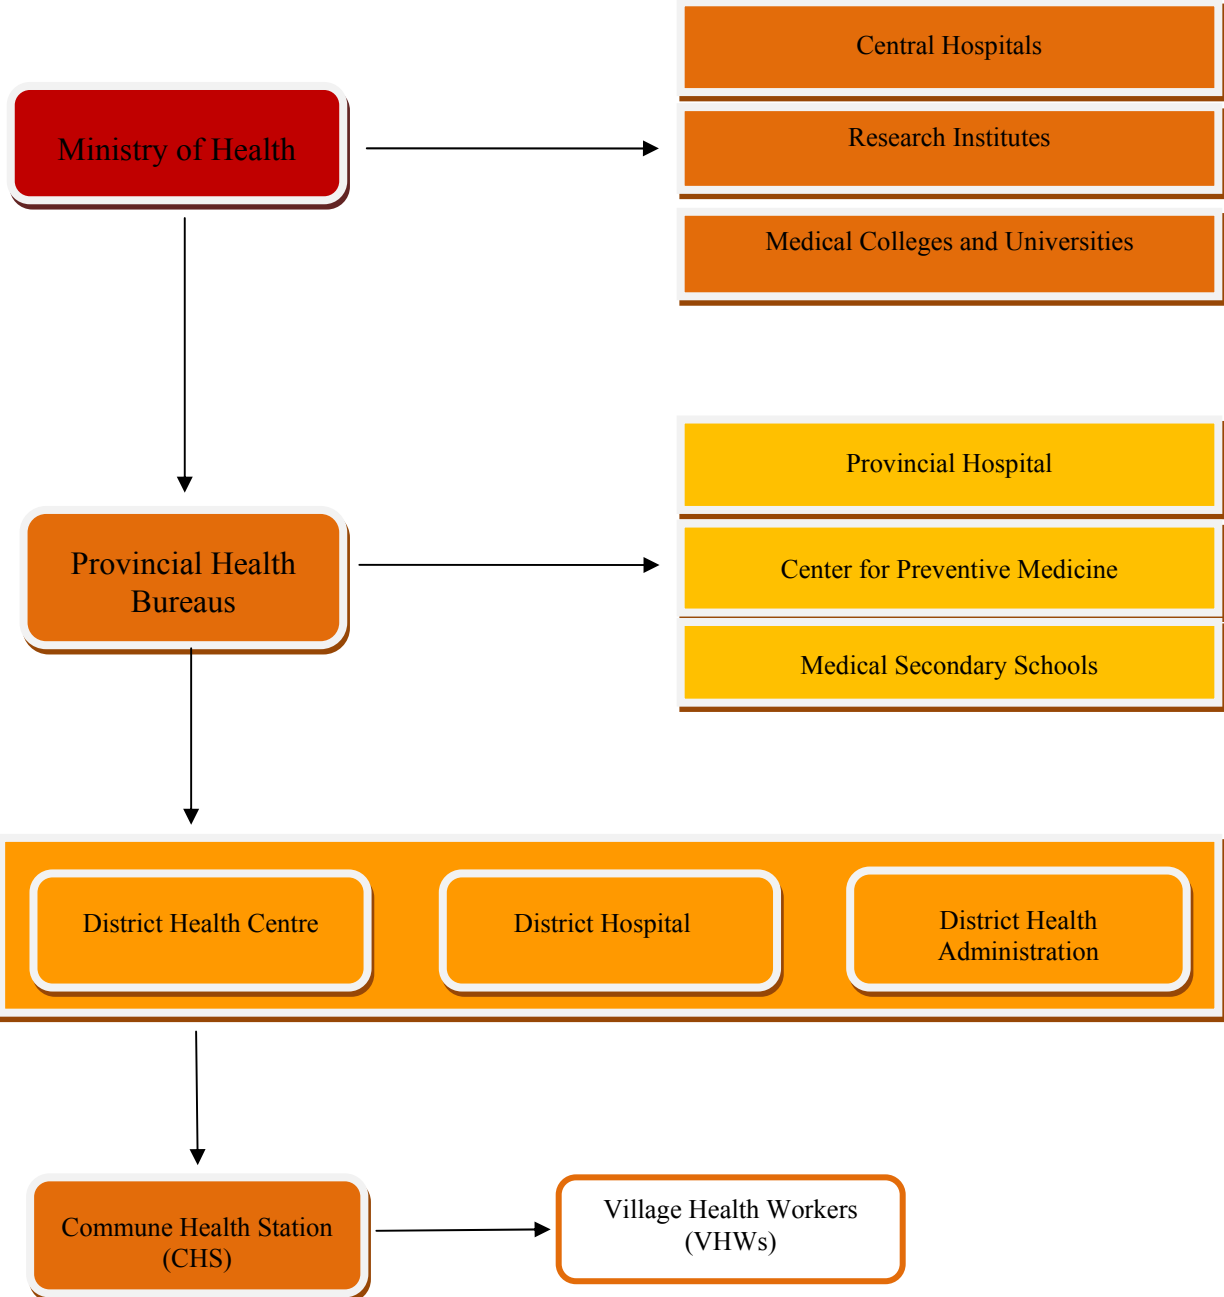 Central Hospitals
Ministry of Health
Research Institutes
Medical Colleges and Universities
Provincial Hospital
Provincial Health
Bureaus
Center for Preventive Medicine
Medical Secondary Schools
District Health Centre
District Hospital
District Health
Administration
Commune Health Station
(CHS)
Village Health Workers
(VHWs)